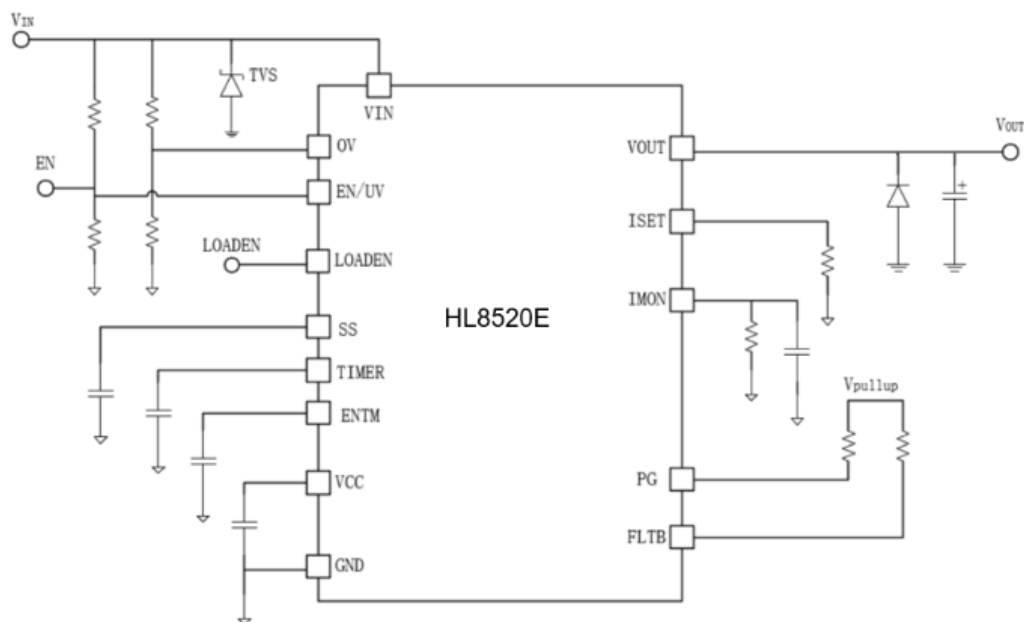 VIN
TVS
VIN
OV
EN
EN/UV
LOADEN
LOADEN
SS
TIMER
ENTM
VCC
GND
HL8520E
VOUT
VOUT
ISET
IMON
Vpullup
PG
FLTB